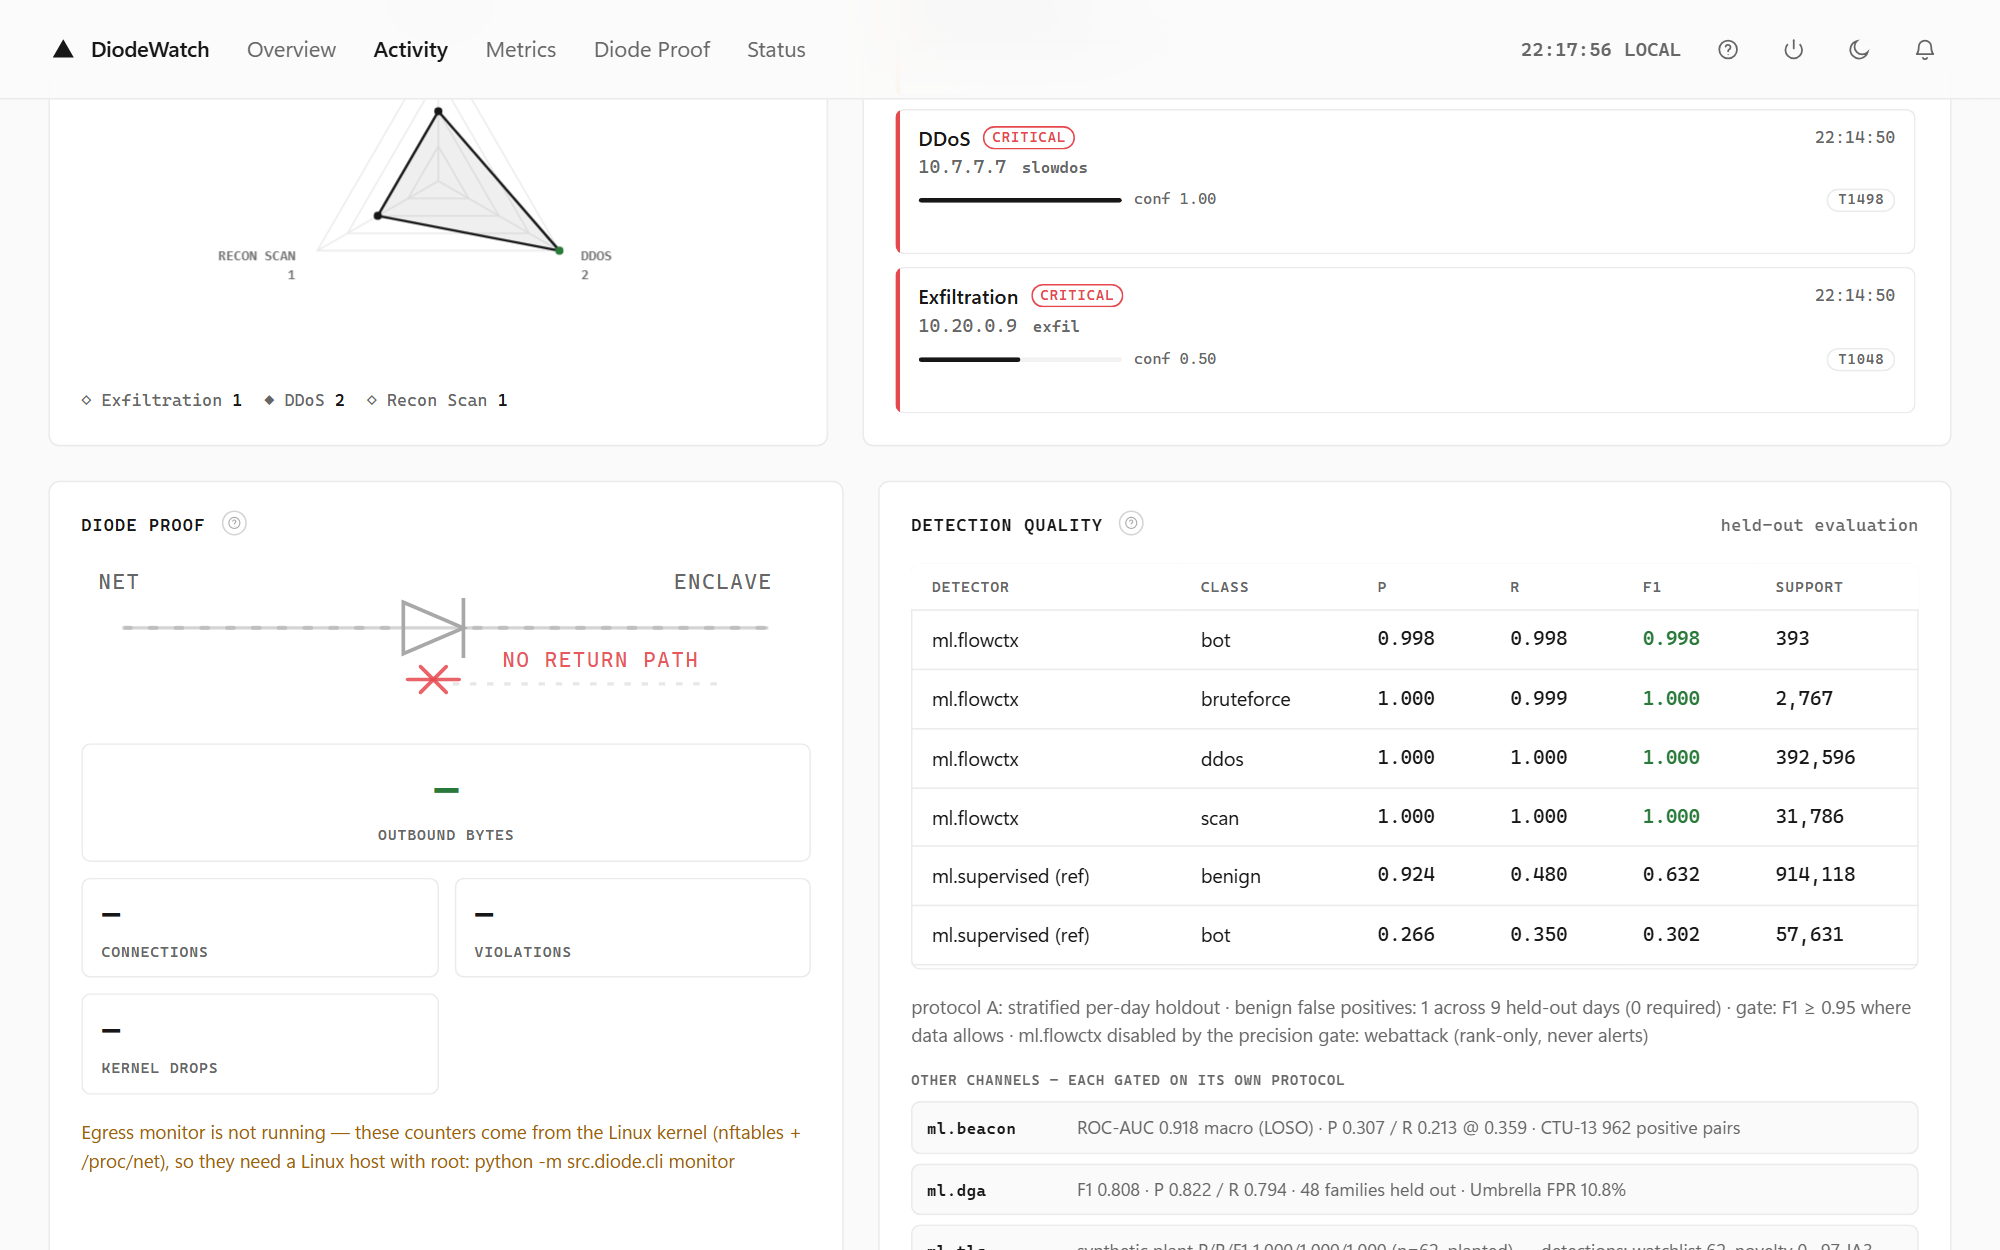 DiodeWatch Overview Activity Metrics Diode Proof Status 22:17:56 LOCAL
RECON SCAN
1
DDOS
2
◇ Exfiltration 1 ◆ DDoS 2 ◇ Recon Scan 1
DDoS CRITICAL 22:14:50
10.7.7.7 slowdos
conf 1.00 T1498
Exfiltration CRITICAL 22:14:50
10.20.0.9 exfil
conf 0.50 T1048
DIODE PROOF
NET ENCLAVE
NO RETURN PATH
–
OUTBOUND BYTES
–
CONNECTIONS
–
VIOLATIONS
–
KERNEL DROPS
Egress monitor is not running — these counters come from the Linux kernel (nftables +
/proc/net), so they need a Linux host with root: python -m src.diode.cli monitor
DETECTION QUALITY held-out evaluation
DETECTOR CLASS P R F1 SUPPORT
ml.flowctx bot 0.998 0.998 0.998 393
ml.flowctx bruteforce 1.000 0.999 1.000 2,767
ml.flowctx ddos 1.000 1.000 1.000 392,596
ml.flowctx scan 1.000 1.000 1.000 31,786
ml.supervised (ref) benign 0.924 0.480 0.632 914,118
ml.supervised (ref) bot 0.266 0.350 0.302 57,631
protocol A: stratified per-day holdout · benign false positives: 1 across 9 held-out days (0 required) · gate: F1 ≥ 0.95 where
data allows · ml.flowctx disabled by the precision gate: webattack (rank-only, never alerts)
OTHER CHANNELS — EACH GATED ON ITS OWN PROTOCOL
ml.beacon ROC-AUC 0.918 macro (LOSO) · P 0.307 / R 0.213 @ 0.359 · CTU-13 962 positive pairs
ml.dga F1 0.808 · P 0.822 / R 0.794 · 48 families held out · Umbrella FPR 10.8%